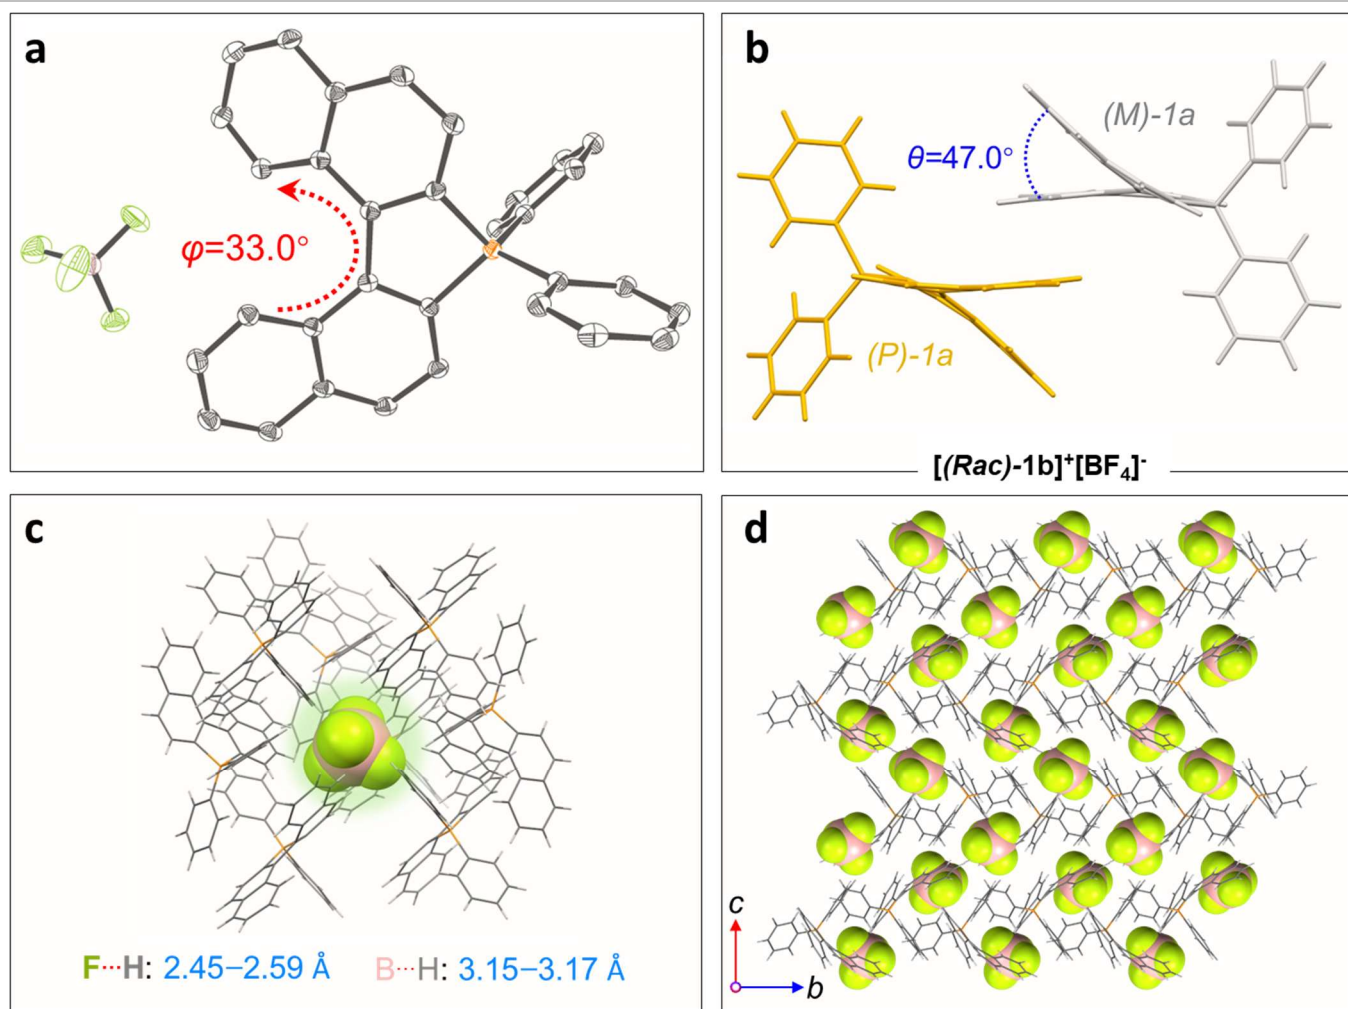 a
φ=33.0°
b
(M)-1a
θ=47.0°
(P)-1a
[(Rac)-1b]⁺[BF₄]⁻
c
F···H: 2.45–2.59 Å B···H: 3.15–3.17 Å
d
c
b